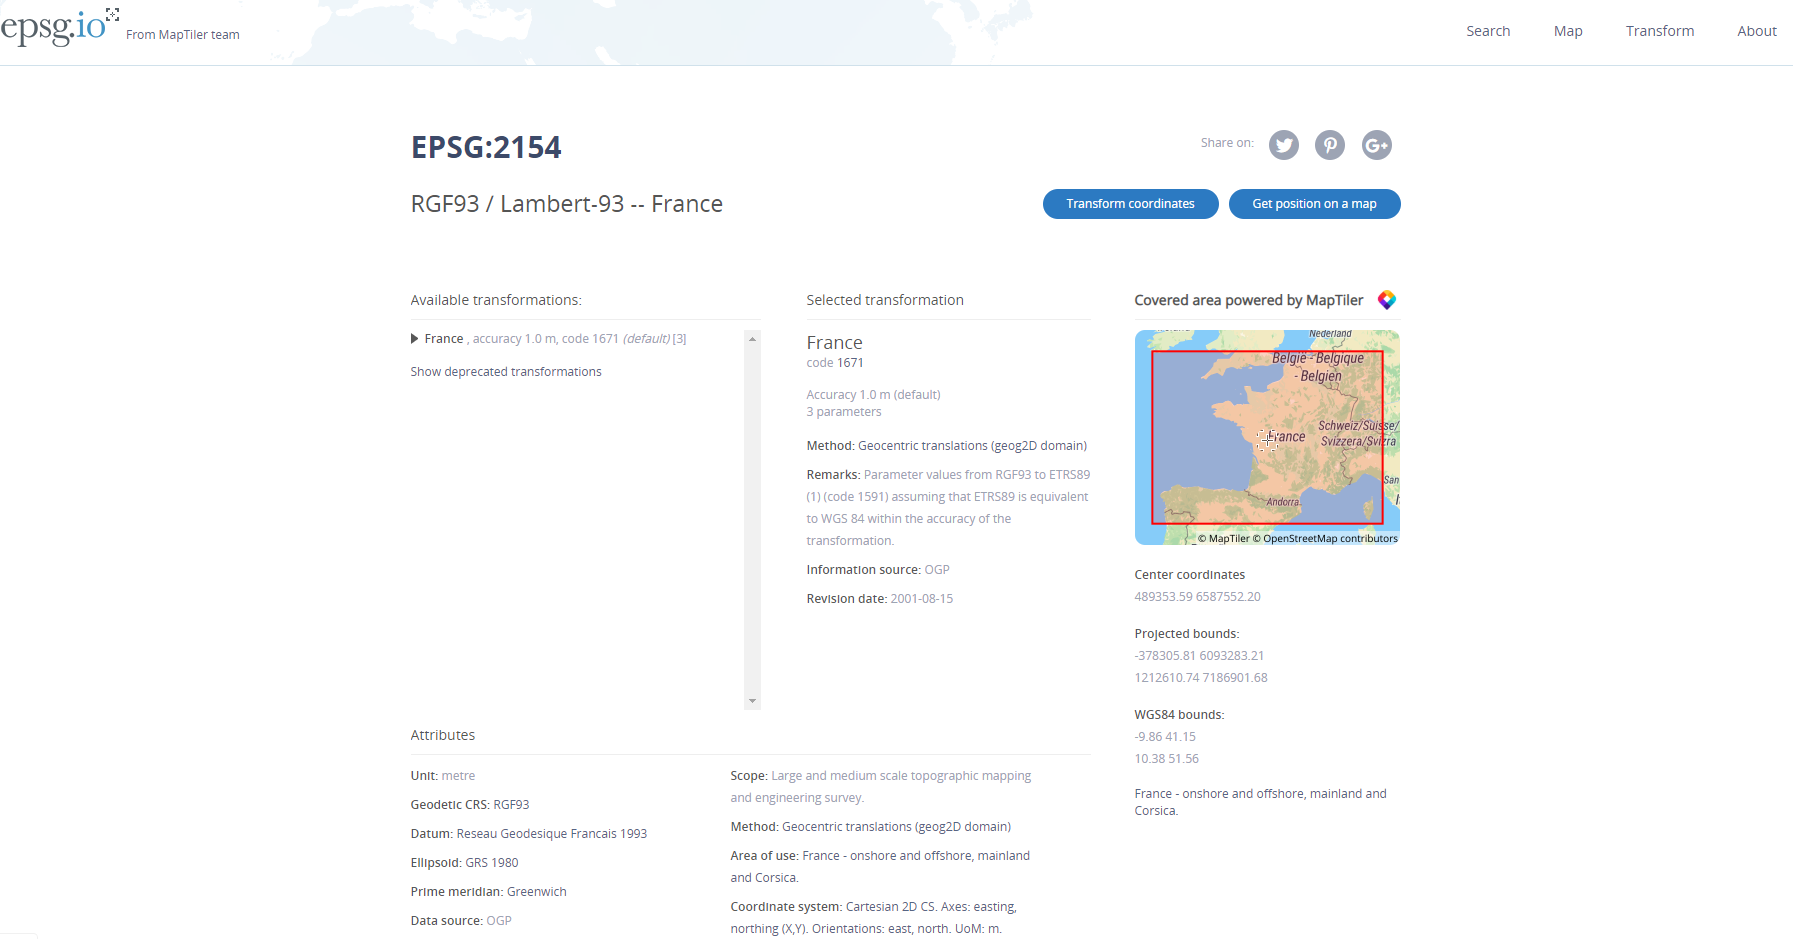 epsg.io From MapTiler team
Search Map Transform About
EPSG:2154
Share on:
RGF93 / Lambert-93 -- France
Transform coordinates
Get position on a map
Available transformations:
France , accuracy 1.0 m, code 1671 (default) [3]
Show deprecated transformations
Selected transformation
France
code 1671
Accuracy 1.0 m (default)
3 parameters
Method: Geocentric translations (geog2D domain)
Remarks: Parameter values from RGF93 to ETRS89
(1) (code 1591) assuming that ETRS89 is equivalent
to WGS 84 within the accuracy of the
transformation.
Information source: OGP
Revision date: 2001-08-15
Covered area powered by MapTiler
Nederland
België - Belgique
- Belgien
Schweiz/Suisse/
Svizzera/Svizra
France
San
Andorra
© MapTiler © OpenStreetMap contributors
Center coordinates
489353.59 6587552.20
Projected bounds:
-378305.81 6093283.21
1212610.74 7186901.68
WGS84 bounds:
-9.86 41.15
10.38 51.56
France - onshore and offshore, mainland and
Corsica.
Attributes
Unit: metre
Geodetic CRS: RGF93
Datum: Reseau Geodesique Francais 1993
Ellipsoid: GRS 1980
Prime meridian: Greenwich
Data source: OGP
Scope: Large and medium scale topographic mapping
and engineering survey.
Method: Geocentric translations (geog2D domain)
Area of use: France - onshore and offshore, mainland
and Corsica.
Coordinate system: Cartesian 2D CS. Axes: easting,
northing (X,Y). Orientations: east, north. UoM: m.